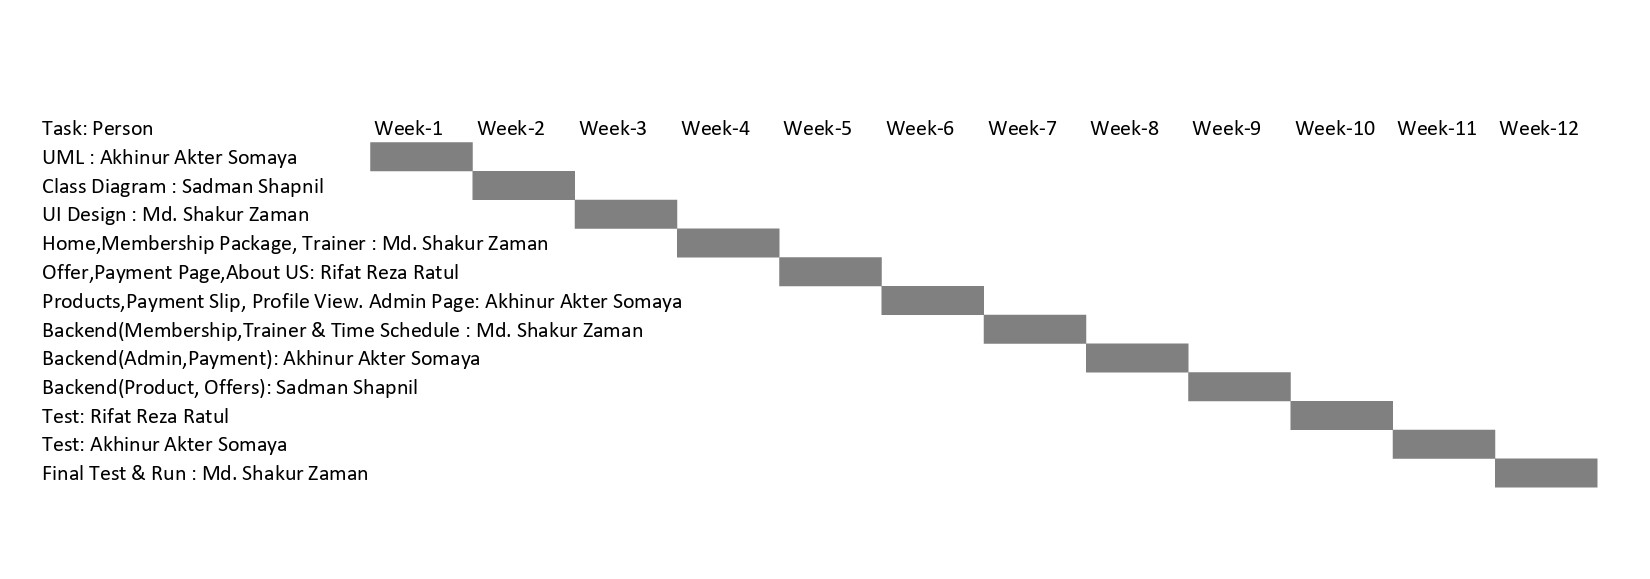 Task: Person Week-1 Week-2 Week-3 Week-4 Week-5 Week-6 Week-7 Week-8 Week-9 Week-10 Week-11 Week-12
UML : Akhinur Akter Somaya
Class Diagram : Sadman Shapnil
UI Design : Md. Shakur Zaman
Home,Membership Package, Trainer : Md. Shakur Zaman
Offer,Payment Page,About US: Rifat Reza Ratul
Products,Payment Slip, Profile View. Admin Page: Akhinur Akter Somaya
Backend(Membership,Trainer & Time Schedule : Md. Shakur Zaman
Backend(Admin,Payment): Akhinur Akter Somaya
Backend(Product, Offers): Sadman Shapnil
Test: Rifat Reza Ratul
Test: Akhinur Akter Somaya
Final Test & Run : Md. Shakur Zaman